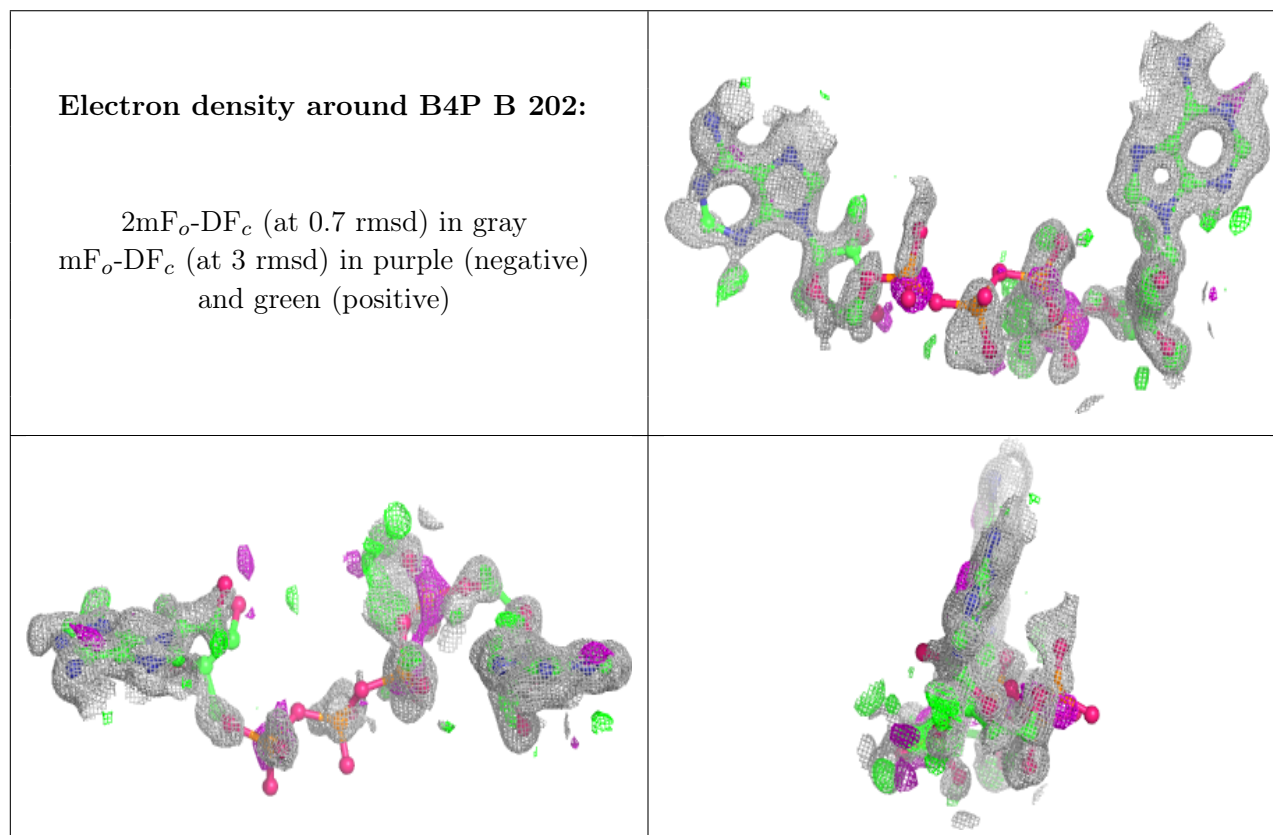 Electron density around B4P B 202:
2mFₒ-DF𝒸 (at 0.7 rmsd) in gray
mFₒ-DF𝒸 (at 3 rmsd) in purple (negative)
and green (positive)